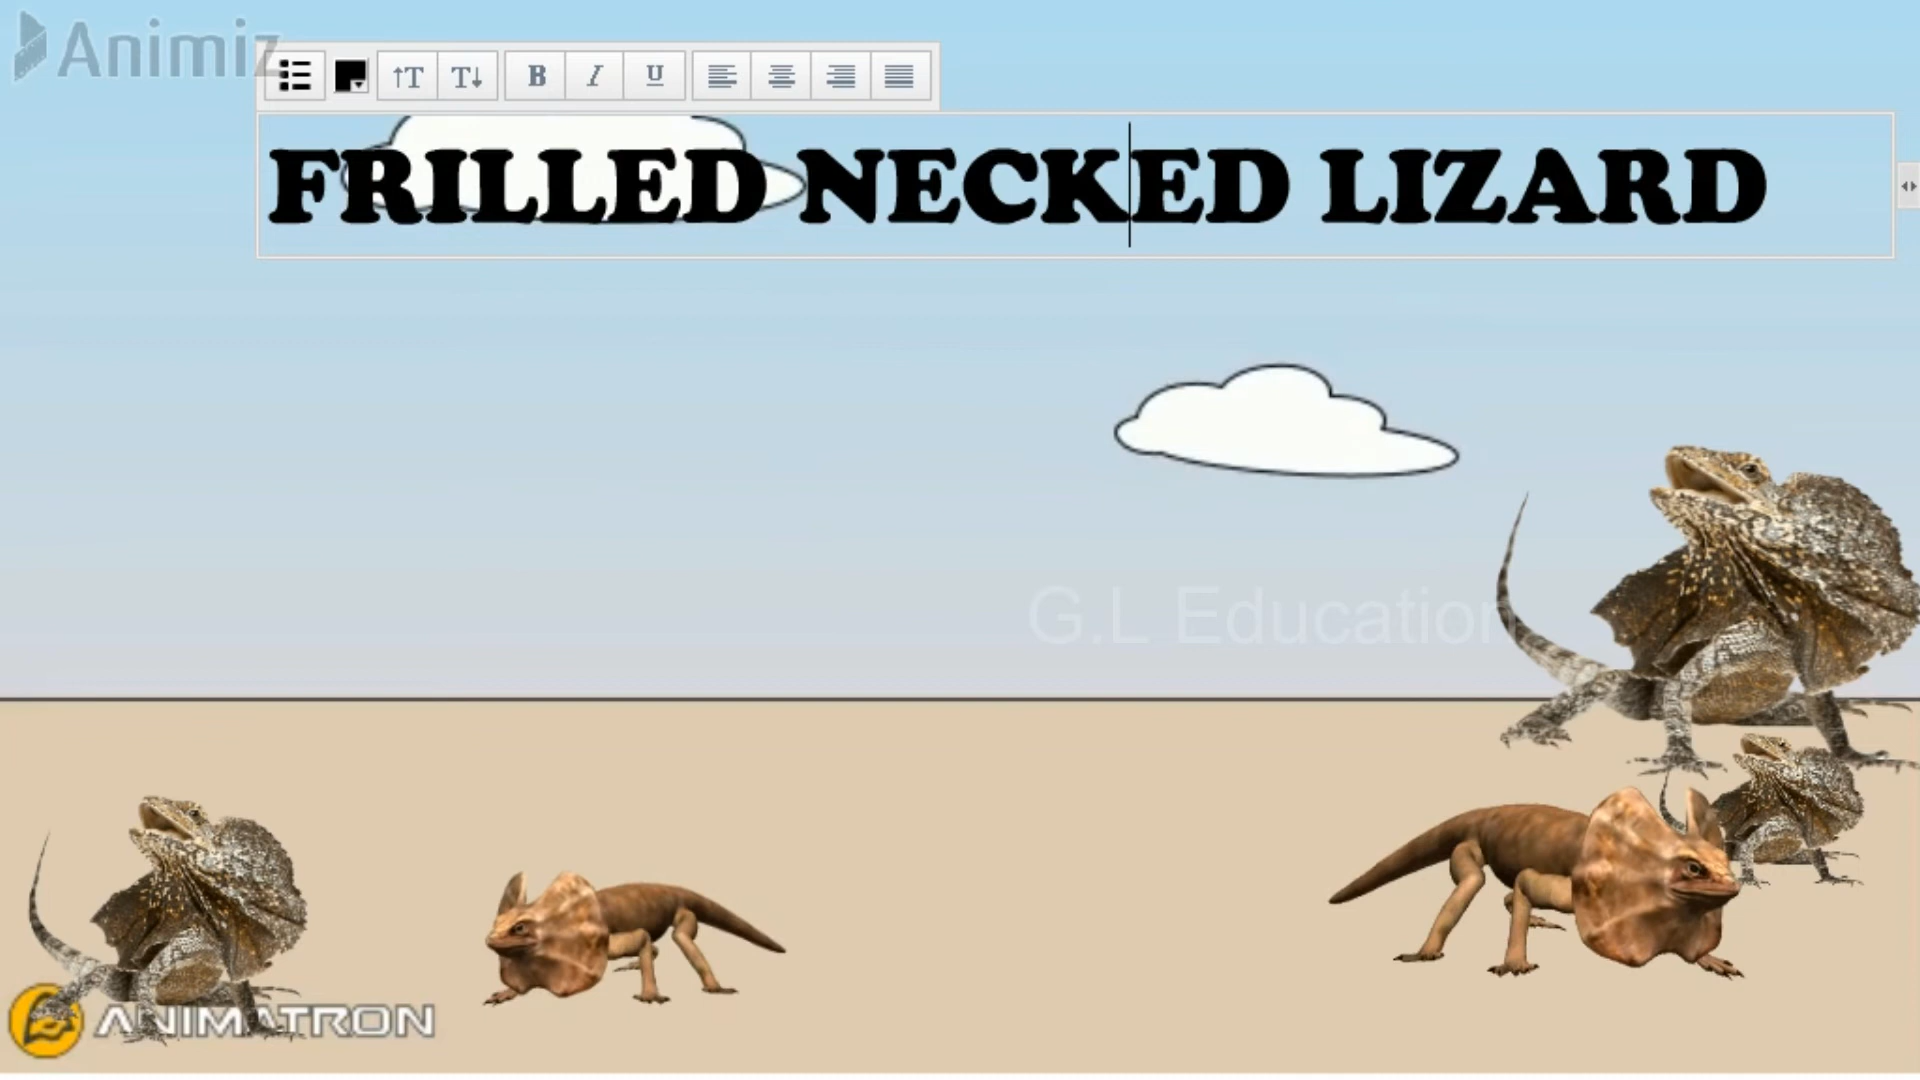 Animiz
T T B I U
FRILLED NECKED LIZARD
G.L Education
ANIMATRON